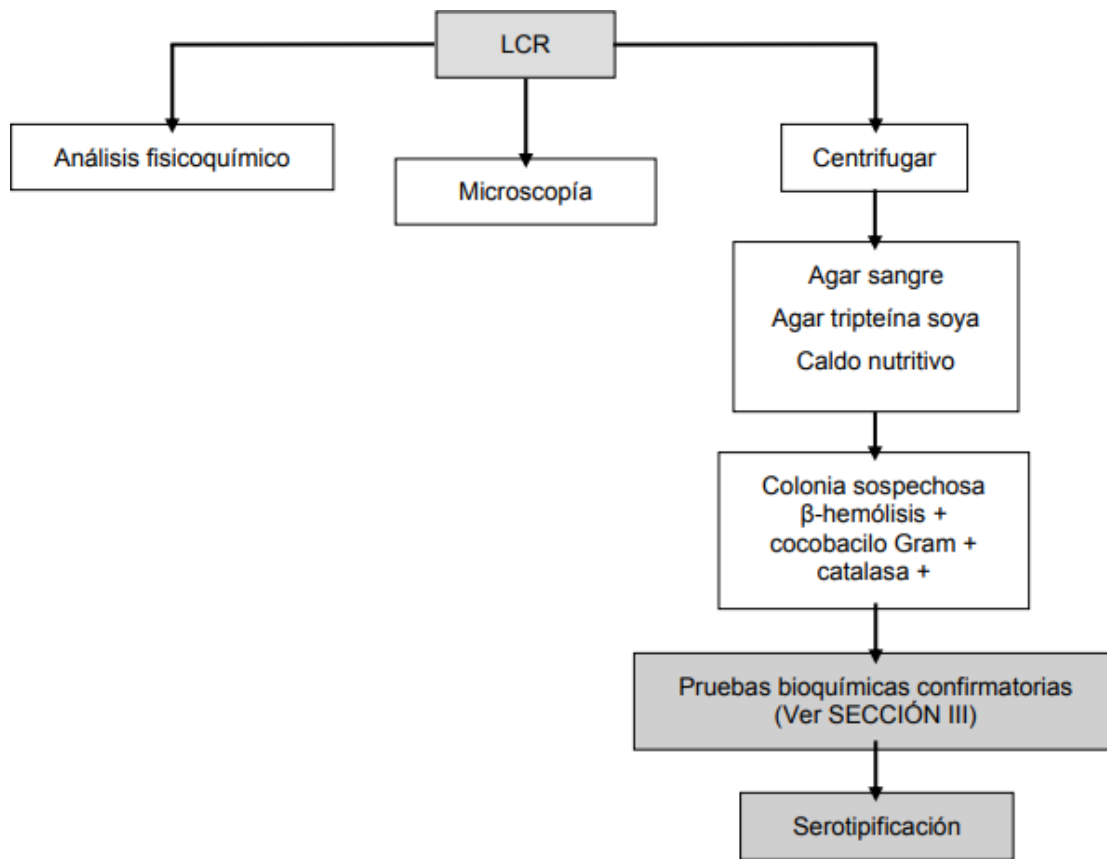 LCR
Análisis fisicoquímico
Microscopía
Centrifugar
Agar sangre
Agar tripteína soya
Caldo nutritivo
Colonia sospechosa
β-hemólisis +
cocobacilo Gram +
catalasa +
Pruebas bioquímicas confirmatorias
(Ver SECCIÓN III)
Serotipificación